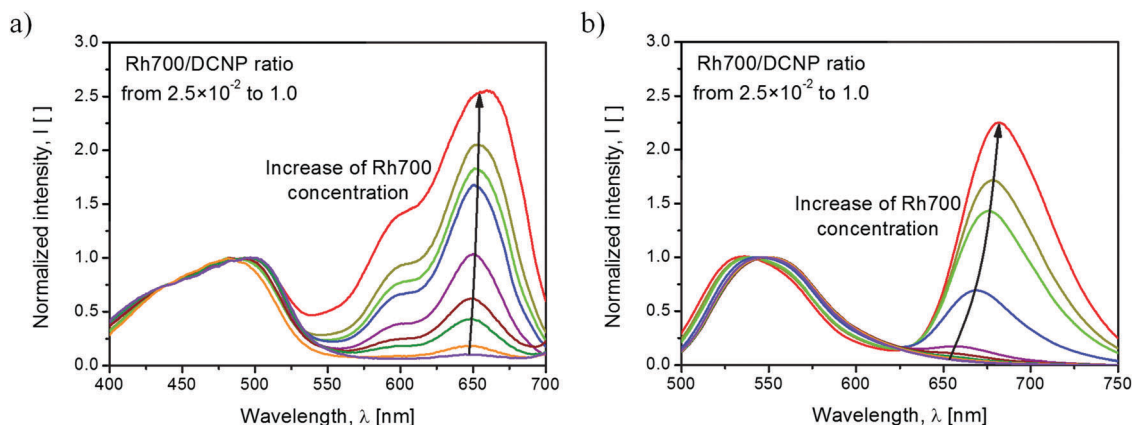 a)
3.0
2.5
2.0
1.5
1.0
0.5
0.0
Normalized intensity, I [ ]
Rh700/DCNP ratio
from 2.5×10⁻² to 1.0
Increase of Rh700
concentration
400 450 500 550 600 650 700
Wavelength, λ [nm]
b)
3.0
2.5
2.0
1.5
1.0
0.5
0.0
Normalized intensity, I [ ]
Rh700/DCNP ratio
from 2.5×10⁻² to 1.0
Increase of Rh700
concentration
500 550 600 650 700 750
Wavelength, λ [nm]